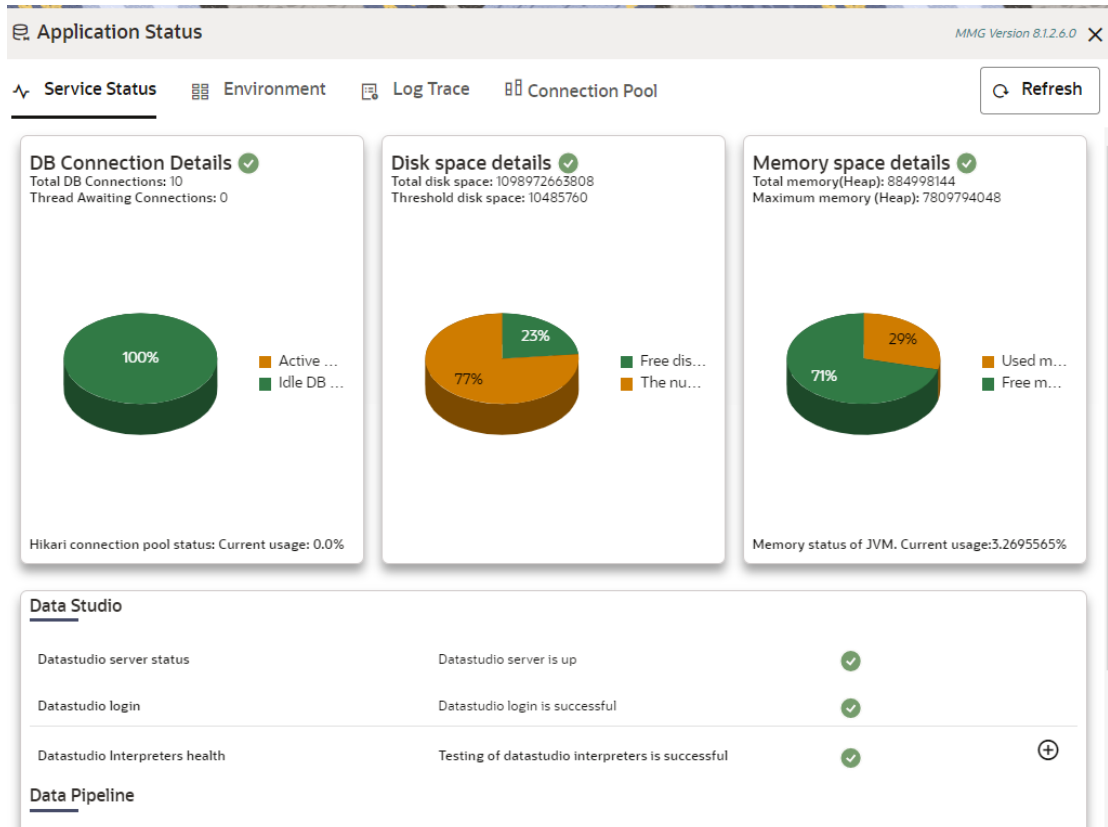 Application Status
MMG Version 8.1.2.6.0
Service Status
Environment
Log Trace
Connection Pool
Refresh
DB Connection Details
Total DB Connections: 10
Thread Awaiting Connections: 0
100%
Active ...
Idle DB ...
Hikari connection pool status: Current usage: 0.0%
Disk space details
Total disk space: 1098972663808
Threshold disk space: 10485760
23%
77%
Free dis...
The nu...
Memory space details
Total memory(Heap): 884998144
Maximum memory (Heap): 7809794048
29%
71%
Used m...
Free m...
Memory status of JVM. Current usage:3.2695565%
Data Studio
Datastudio server status Datastudio server is up
Datastudio login Datastudio login is successful
Datastudio Interpreters health Testing of datastudio interpreters is successful
Data Pipeline